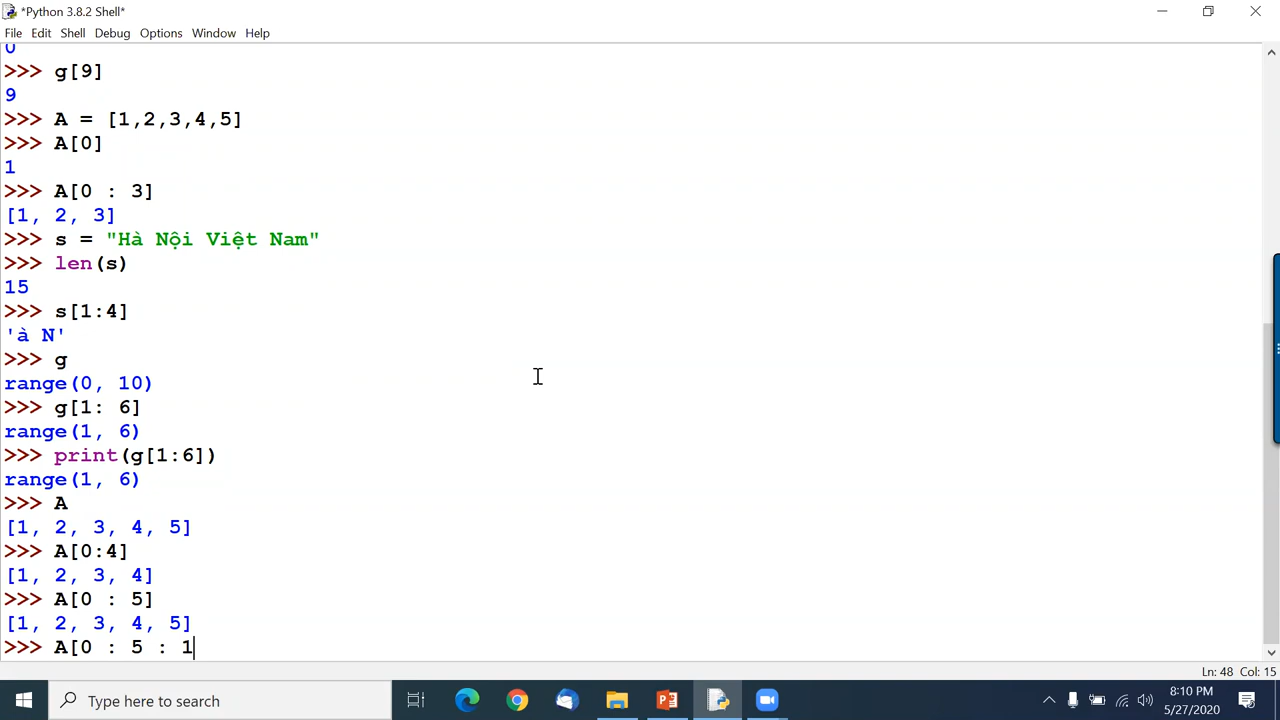 *Python 3.8.2 Shell*
File Edit Shell Debug Options Window Help
0
>>> g[9]
9
>>> A = [1,2,3,4,5]
>>> A[0]
1
>>> A[0 : 3]
[1, 2, 3]
>>> s = "Hà Nội Việt Nam"
>>> len(s)
15
>>> s[1:4]
'à N'
>>> g
range(0, 10)
>>> g[1: 6]
range(1, 6)
>>> print(g[1:6])
range(1, 6)
>>> A
[1, 2, 3, 4, 5]
>>> A[0:4]
[1, 2, 3, 4]
>>> A[0 : 5]
[1, 2, 3, 4, 5]
>>> A[0 : 5 : 1
Ln: 48 Col: 15
Type here to search
8:10 PM
5/27/2020